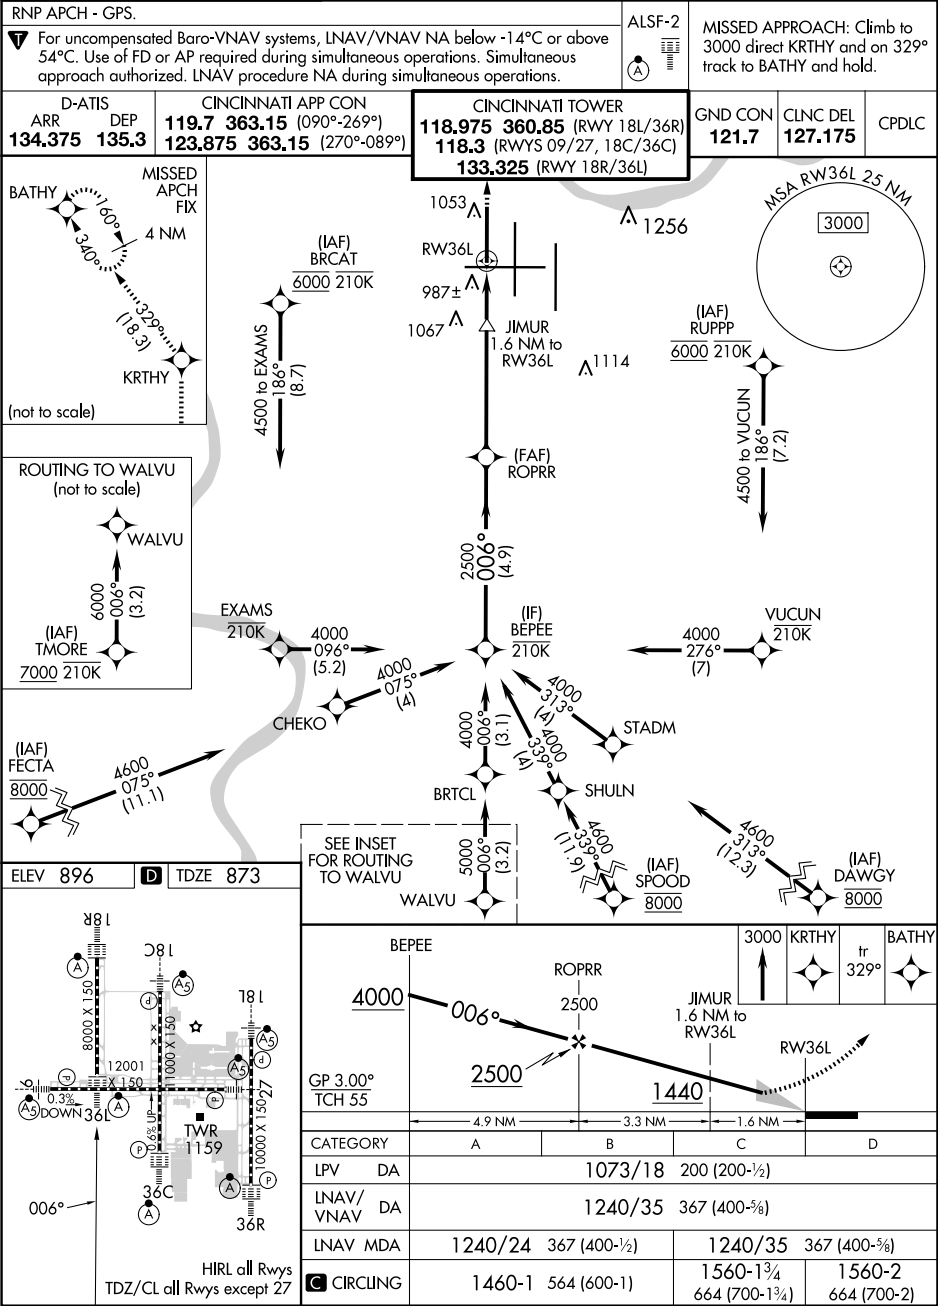 RNP APCH - GPS.
For uncompensated Baro-VNAV systems, LNAV/VNAV NA below -14°C or above
54°C. Use of FD or AP required during simultaneous operations. Simultaneous
approach authorized. LNAV procedure NA during simultaneous operations.
ALSF-2
A
MISSED APPROACH: Climb to
3000 direct KRTHY and on 329°
track to BATHY and hold.
D-ATIS
ARR DEP
134.375 135.3
CINCINNATI APP CON
119.7 363.15 (090°-269°)
123.875 363.15 (270°-089°)
CINCINNATI TOWER
118.975 360.85 (RWY 18L/36R)
118.3 (RWYS 09/27, 18C/36C)
133.325 (RWY 18R/36L)
GND CON
121.7
CLNC DEL
127.175
CPDLC
MISSED
APCH
FIX
BATHY
160°
340°
4 NM
329°
(18.3)
KRTHY
(not to scale)
(IAF)
BRCAT
6000 210K
4500 to EXAMS
186°
(8.7)
1053
RW36L
987±
1067
JIMUR
1.6 NM to
RW36L
1256
1114
MSA RW36L 25 NM
3000
(IAF)
RUPPP
6000 210K
4500 to VUCUN
186°
(7.2)
(FAF)
ROPRR
2500
006°
(4.9)
ROUTING TO WALVU
(not to scale)
WALVU
6000
006°
(3.2)
(IAF)
TMORE
7000 210K
EXAMS
210K
4000
096°
(5.2)
(IF)
BEPEE
210K
VUCUN
210K
4000
276°
(7)
CHEKO
4000
075°
(4)
4000
313°
(4)
STADM
(IAF)
FECTA
8000
4600
075°
(11.1)
4000
006°
(3.1)
BRTCL
4000
339°
(4)
SHULN
SEE INSET
FOR ROUTING
TO WALVU
5000
006°
(3.2)
WALVU
4600
339°
(11.9)
(IAF)
SPOOD
8000
4600
313°
(12.3)
(IAF)
DAWGY
8000
ELEV 896
D
TDZE 873
18R
A
18C
A5
18L
A5
8000 X 150
P
11000 X 150
X
X
P
A5
12001
X 150
P
9
A5
0.3%
DOWN
36L
A
P
27
0.6% UP
TWR
1159
10000 X 150
P
36C
A
A
P
36R
006°
HIRL all Rwys
TDZ/CL all Rwys except 27
BEPEE
4000
006°
ROPRR
2500
2500
JIMUR
1.6 NM to
RW36L
1440
RW36L
3000
KRTHY
tr
329°
BATHY
GP 3.00°
TCH 55
4.9 NM
3.3 NM
1.6 NM
CATEGORY A B C D
LPV DA 1073/18 200 (200-½)
LNAV/
VNAV DA 1240/35 367 (400-⅝)
LNAV MDA 1240/24 367 (400-½) 1240/35 367 (400-⅝)
C CIRCLING 1460-1 564 (600-1)
1560-1¾
664 (700-1¾)
1560-2
664 (700-2)